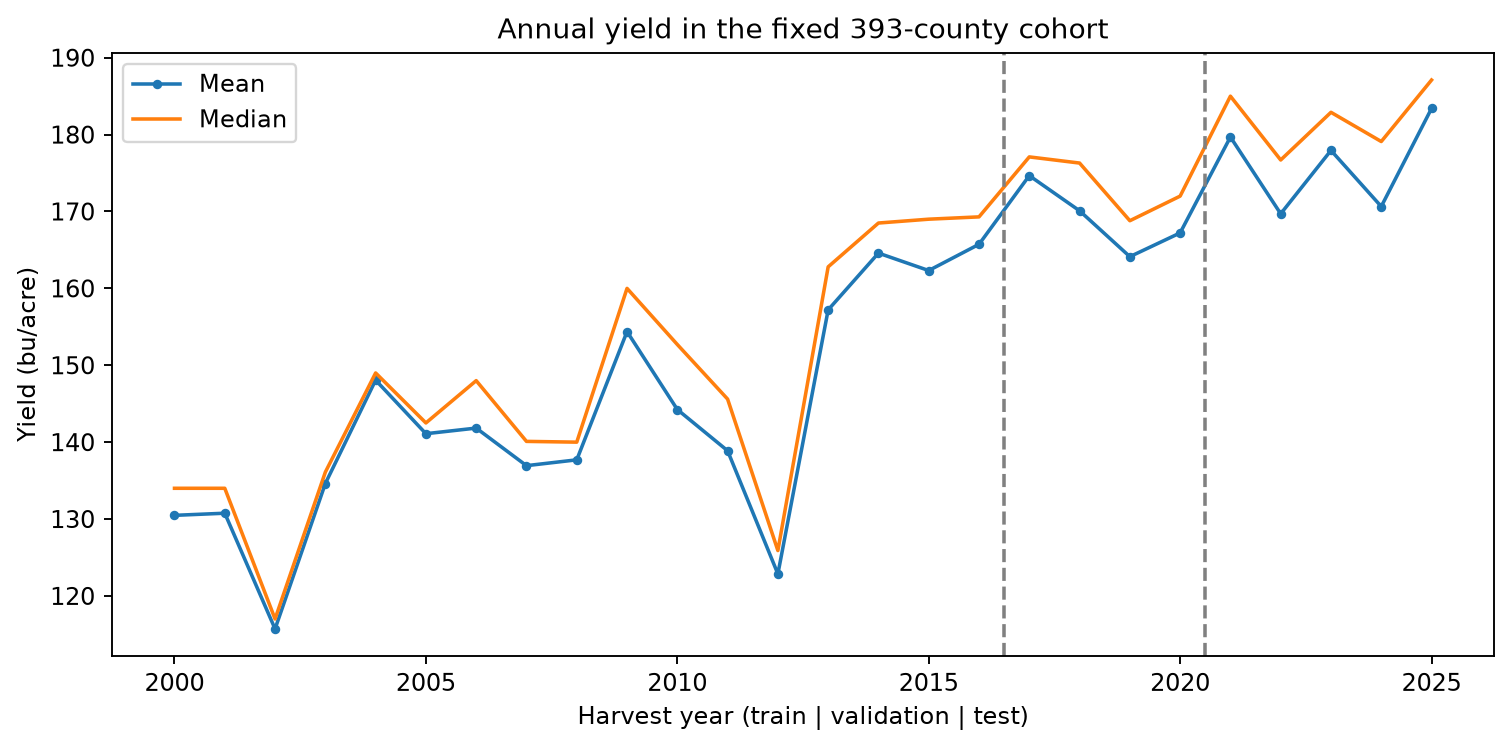 Annual yield in the fixed 393-county cohort
Mean
Median
Yield (bu/acre)
190
180
170
160
150
140
130
120
2000 2005 2010 2015 2020 2025
Harvest year (train | validation | test)